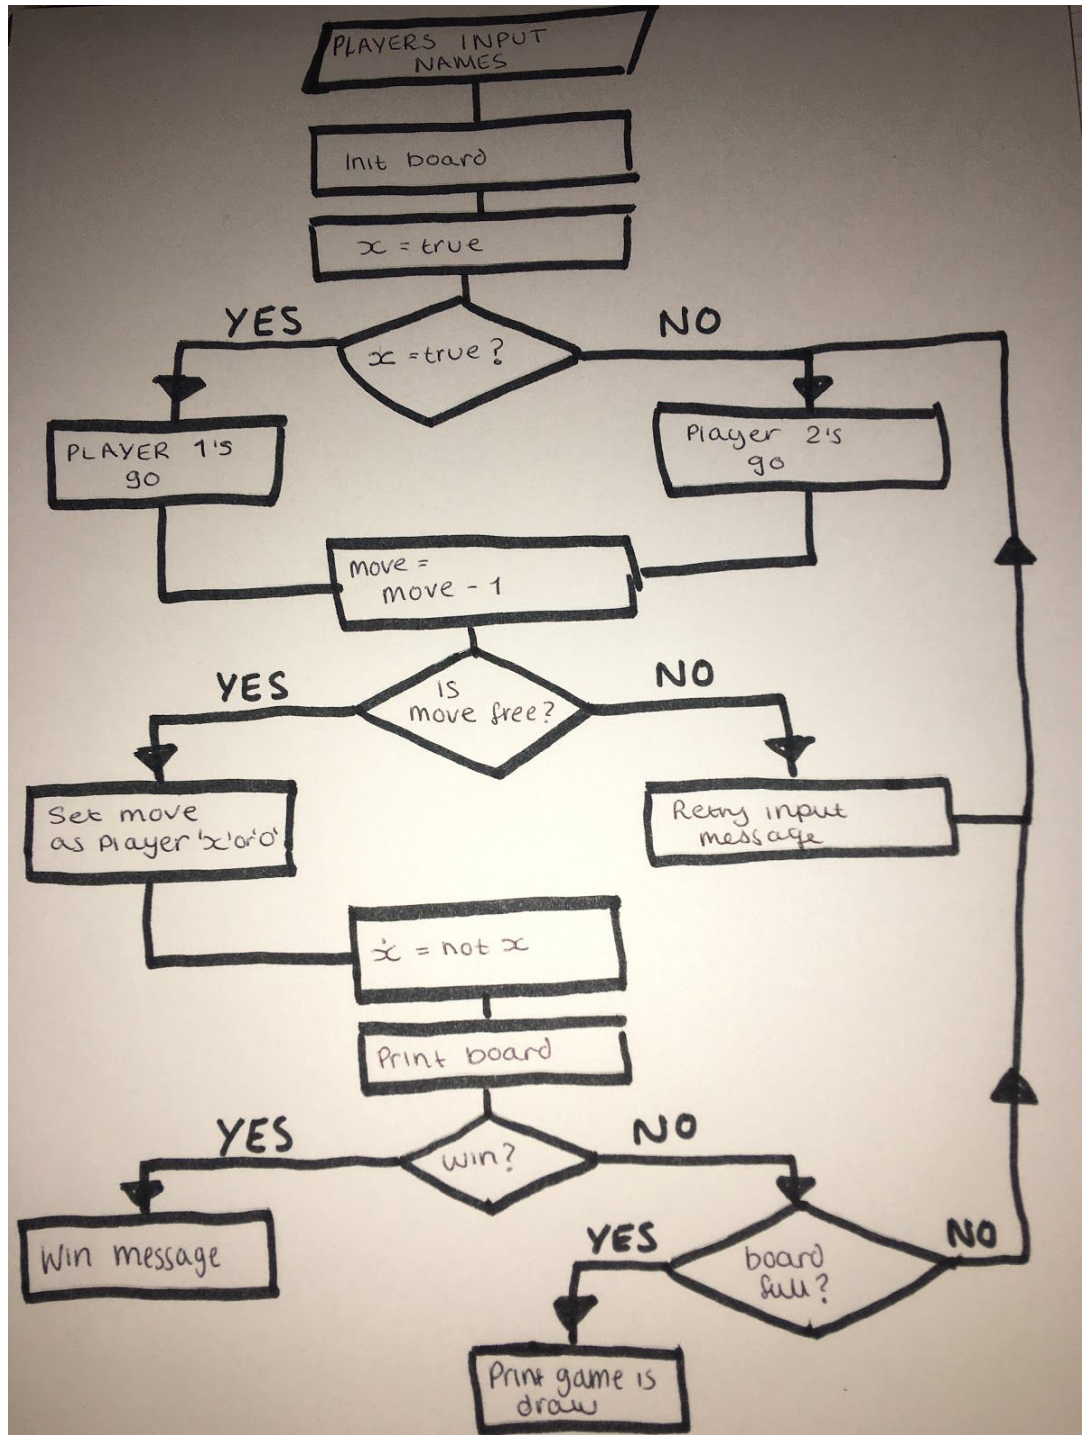 PLAYERS INPUT
NAMES
Init board
x = true
YES
NO
x = true?
PLAYER 1's
go
Player 2's
go
move =
move - 1
YES
NO
is
move free?
Set move
as player 'x' or 'o'
Retry input
message
x = not x
Print board
YES
NO
win?
Win message
YES
NO
board
full?
Print game is
draw